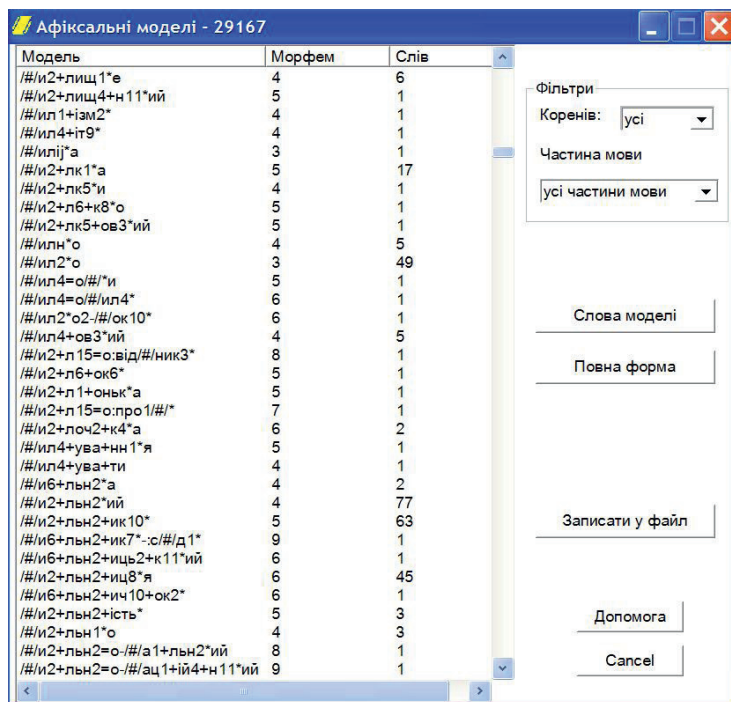 Афіксальні моделі - 29167
Модель Морфем Слів
/#/и2+лищ1*е 4 6
/#/и2+лищ4+н11*ий 5 1
/#/ил1+ізм2* 4 1
/#/ил4+іт9* 4 1
/#/иліj*а 3 1
/#/и2+лк1*а 5 17
/#/и2+лк5*и 4 1
/#/и2+л6+к8*о 5 1
/#/и2+лк5+ов3*ий 5 1
/#/илн*о 4 5
/#/ил2*о 3 49
/#/ил4=о/#/*и 5 1
/#/ил4=о/#/ил4* 6 1
/#/ил2*о2-/#/ок10* 6 1
/#/ил4+ов3*ий 4 5
/#/и2+л15=о:від/#/ник3* 8 1
/#/и2+л6+ок6* 5 1
/#/и2+л1+оньк*а 5 1
/#/и2+л15=о:про1/#/* 7 1
/#/и2+лоч2+к4*а 6 2
/#/ил4+ува+нн1*я 5 1
/#/ил4+ува+ти 4 1
/#/и6+льн2*а 4 2
/#/и2+льн2*ий 4 77
/#/и2+льн2+ик10* 5 63
/#/и6+льн2+ик7*-:с/#/д1* 9 1
/#/и6+льн2+иць2+к11*ий 6 1
/#/и2+льн2+иц8*я 6 45
/#/и6+льн2+ич10+ок2* 6 1
/#/и2+льн2+ість* 5 3
/#/и2+льн1*о 4 3
/#/и2+льн2=о-/#/а1+льн2*ий 8 1
/#/и2+льн2=о-/#/ац1+ій4+н11*ий 9 1
Фільтри
Коренів: усі
Частина мови
усі частини мови
Слова моделі
Повна форма
Записати у файл
Допомога
Cancel